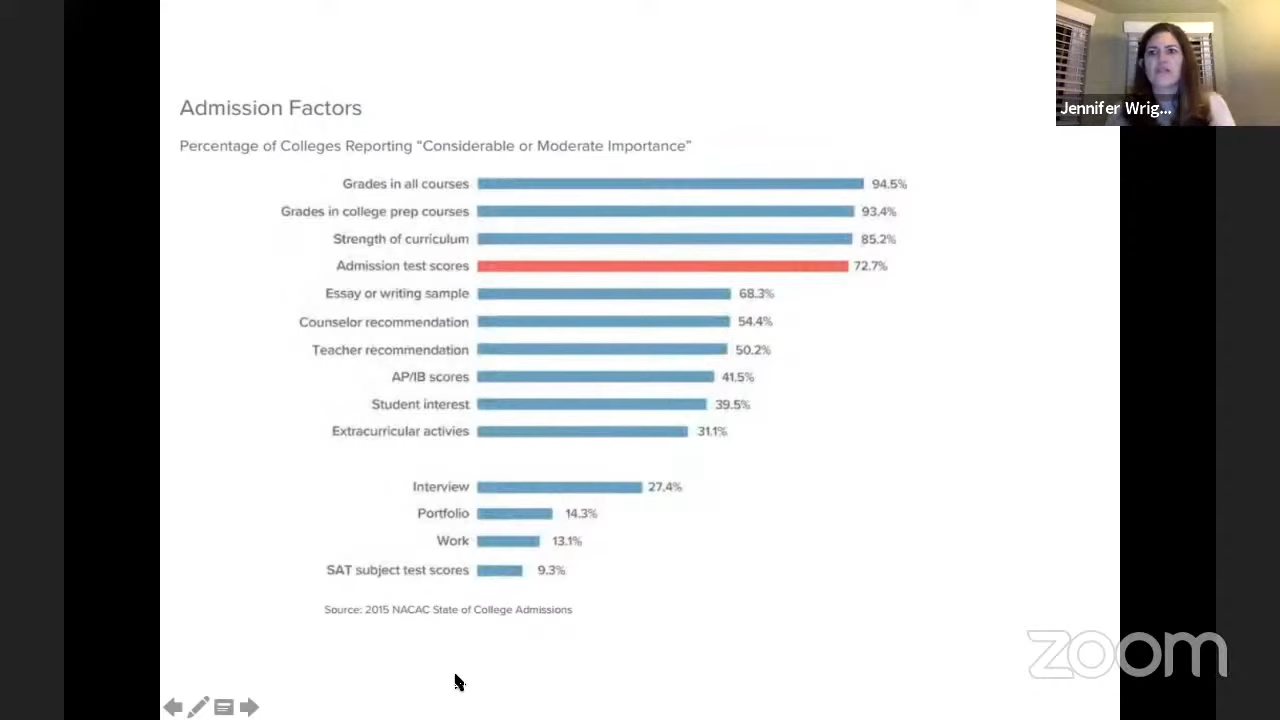 Jennifer Wrig...
Admission Factors
Percentage of Colleges Reporting “Considerable or Moderate Importance”
Grades in all courses 94.5%
Grades in college prep courses 93.4%
Strength of curriculum 85.2%
Admission test scores 72.7%
Essay or writing sample 68.3%
Counselor recommendation 54.4%
Teacher recommendation 50.2%
AP/IB scores 41.5%
Student interest 39.5%
Extracurricular activies 31.1%
Interview 27.4%
Portfolio 14.3%
Work 13.1%
SAT subject test scores 9.3%
Source: 2015 NACAC State of College Admissions
zoom